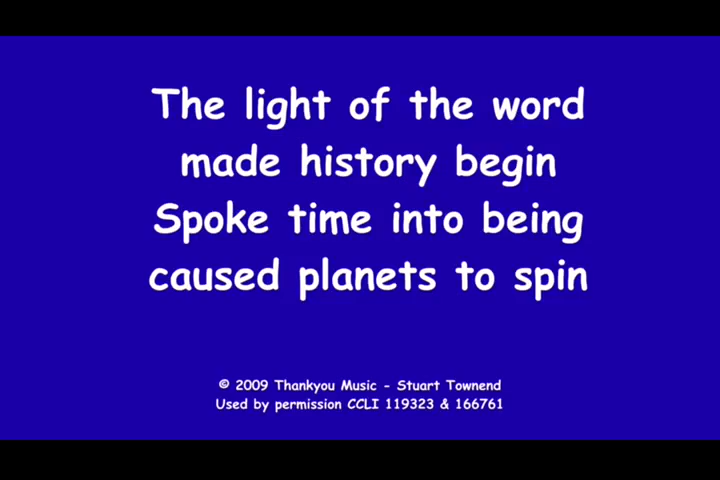 The light of the word
made history begin
Spoke time into being
caused planets to spin
© 2009 Thankyou Music - Stuart Townend
Used by permission CCLI 119323 & 166761